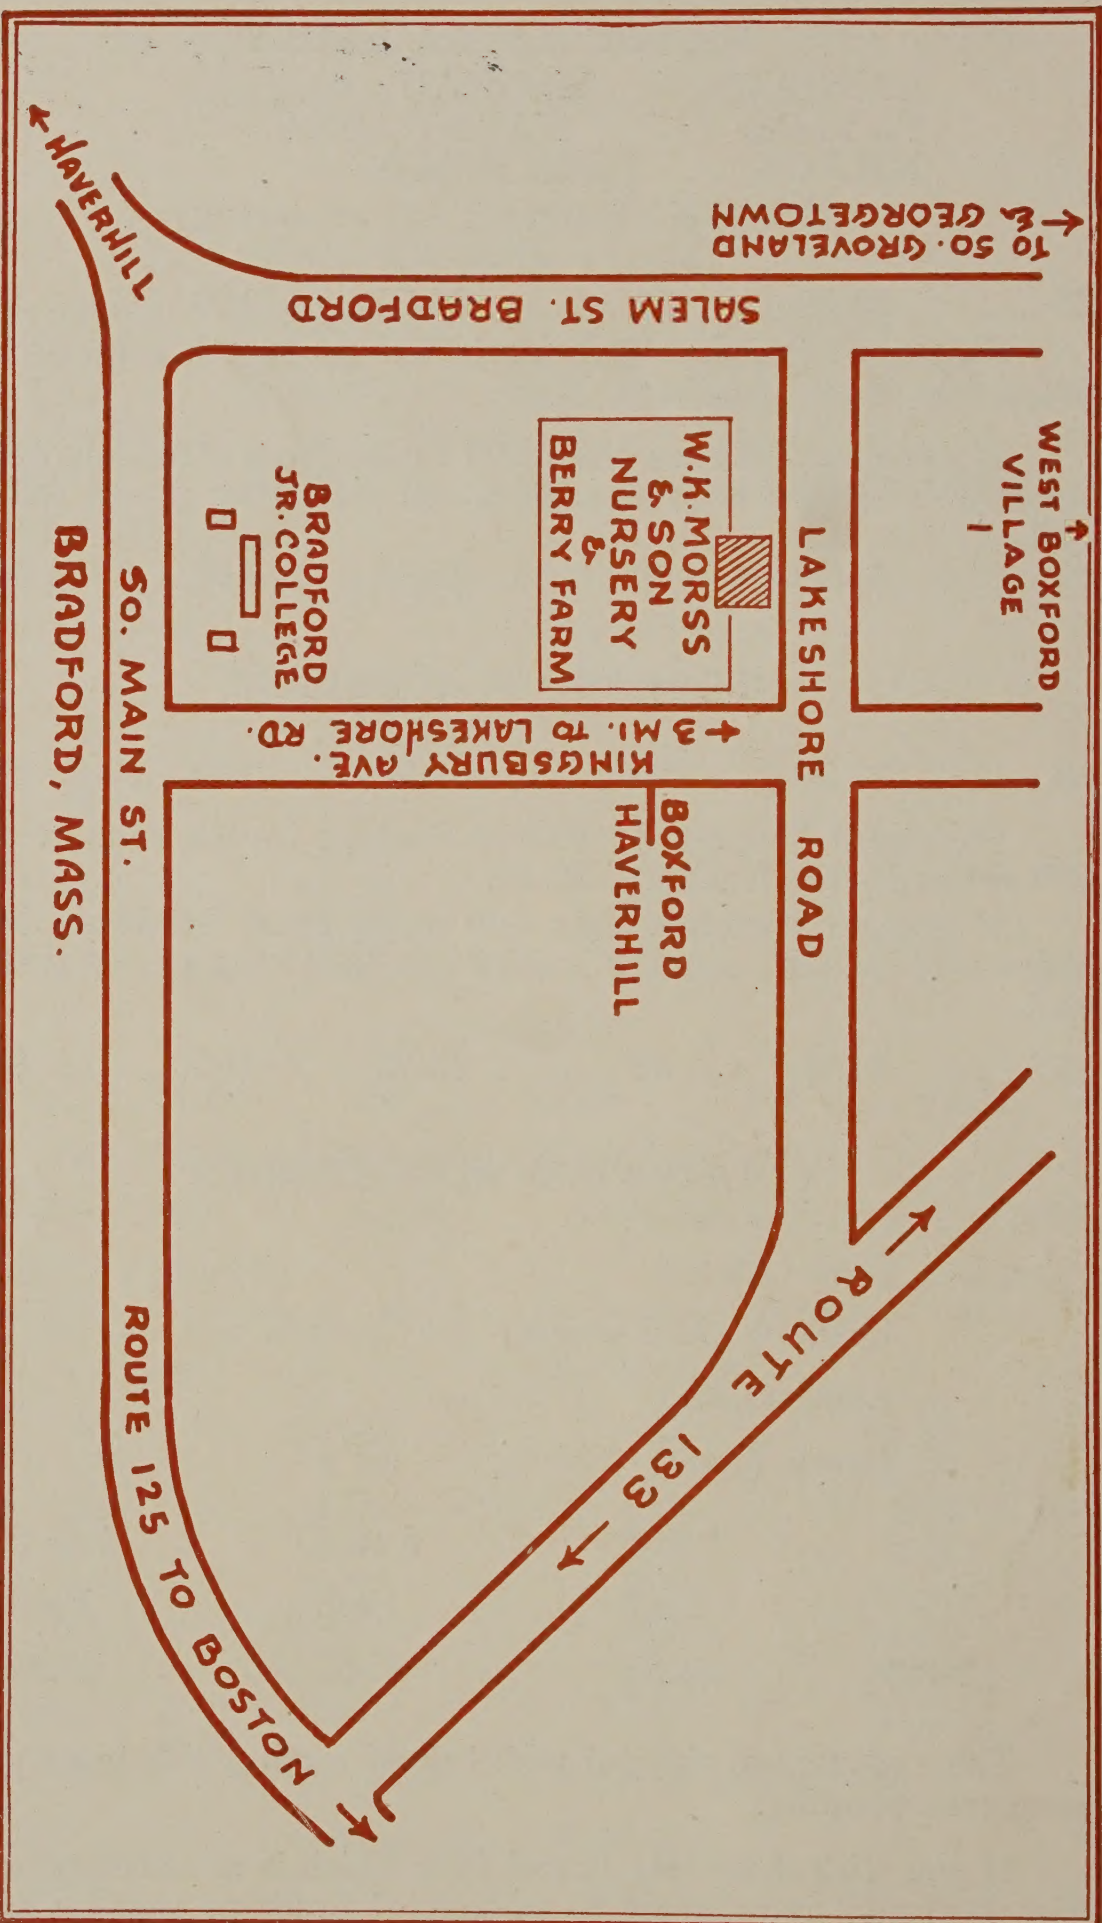 TO SO. GROVELAND
& GEORGETOWN
WEST BOXFORD
VILLAGE
HAVERHILL
SALEM ST. BRADFORD
LAKESHORE ROAD
W.K. MORSS
& SON
NURSERY
&
BERRY FARM
BRADFORD
JR. COLLEGE
3 MI. TO LAKESHORE RD.
KINGSBURY AVE.
BOXFORD
HAVERHILL
ROUTE 133
SO. MAIN ST.
ROUTE 125 TO BOSTON
BRADFORD, MASS.